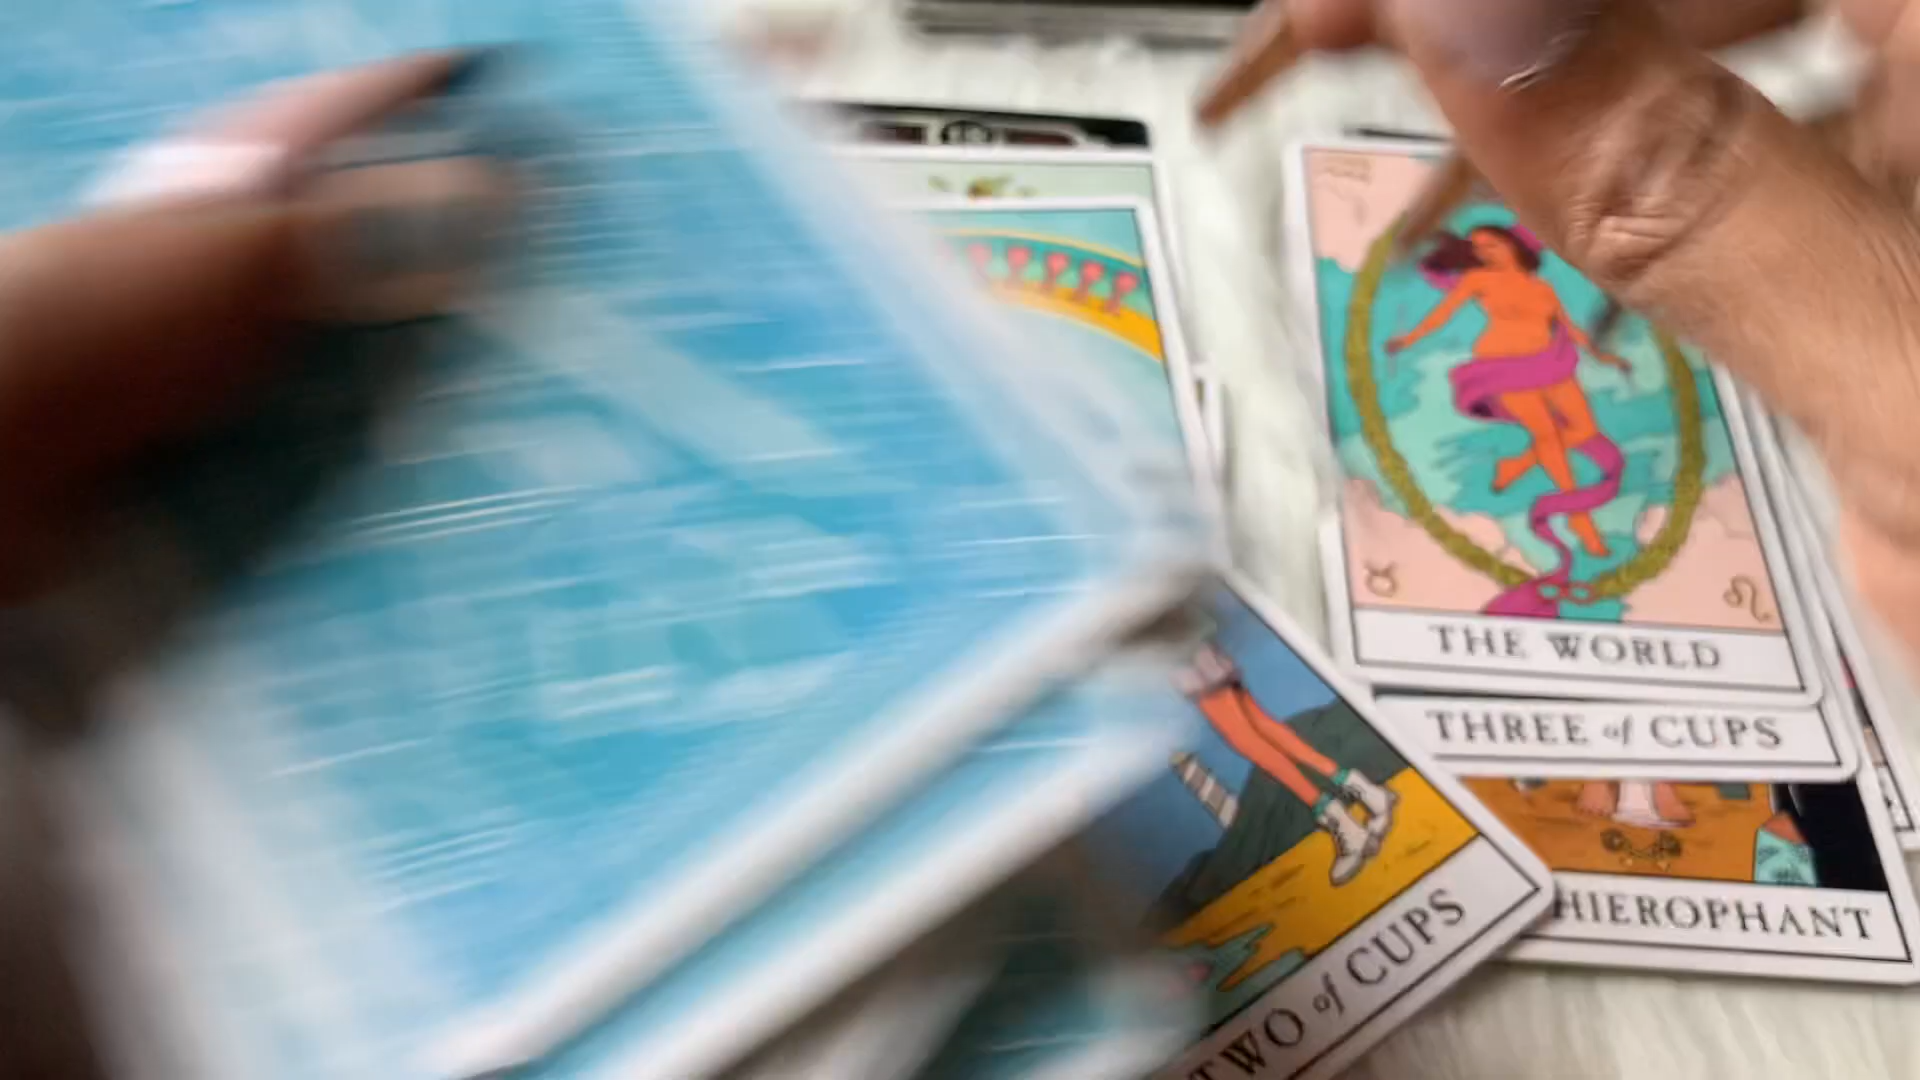 THE WORLD
THREE of CUPS
HIEROPHANT
TWO of CUPS